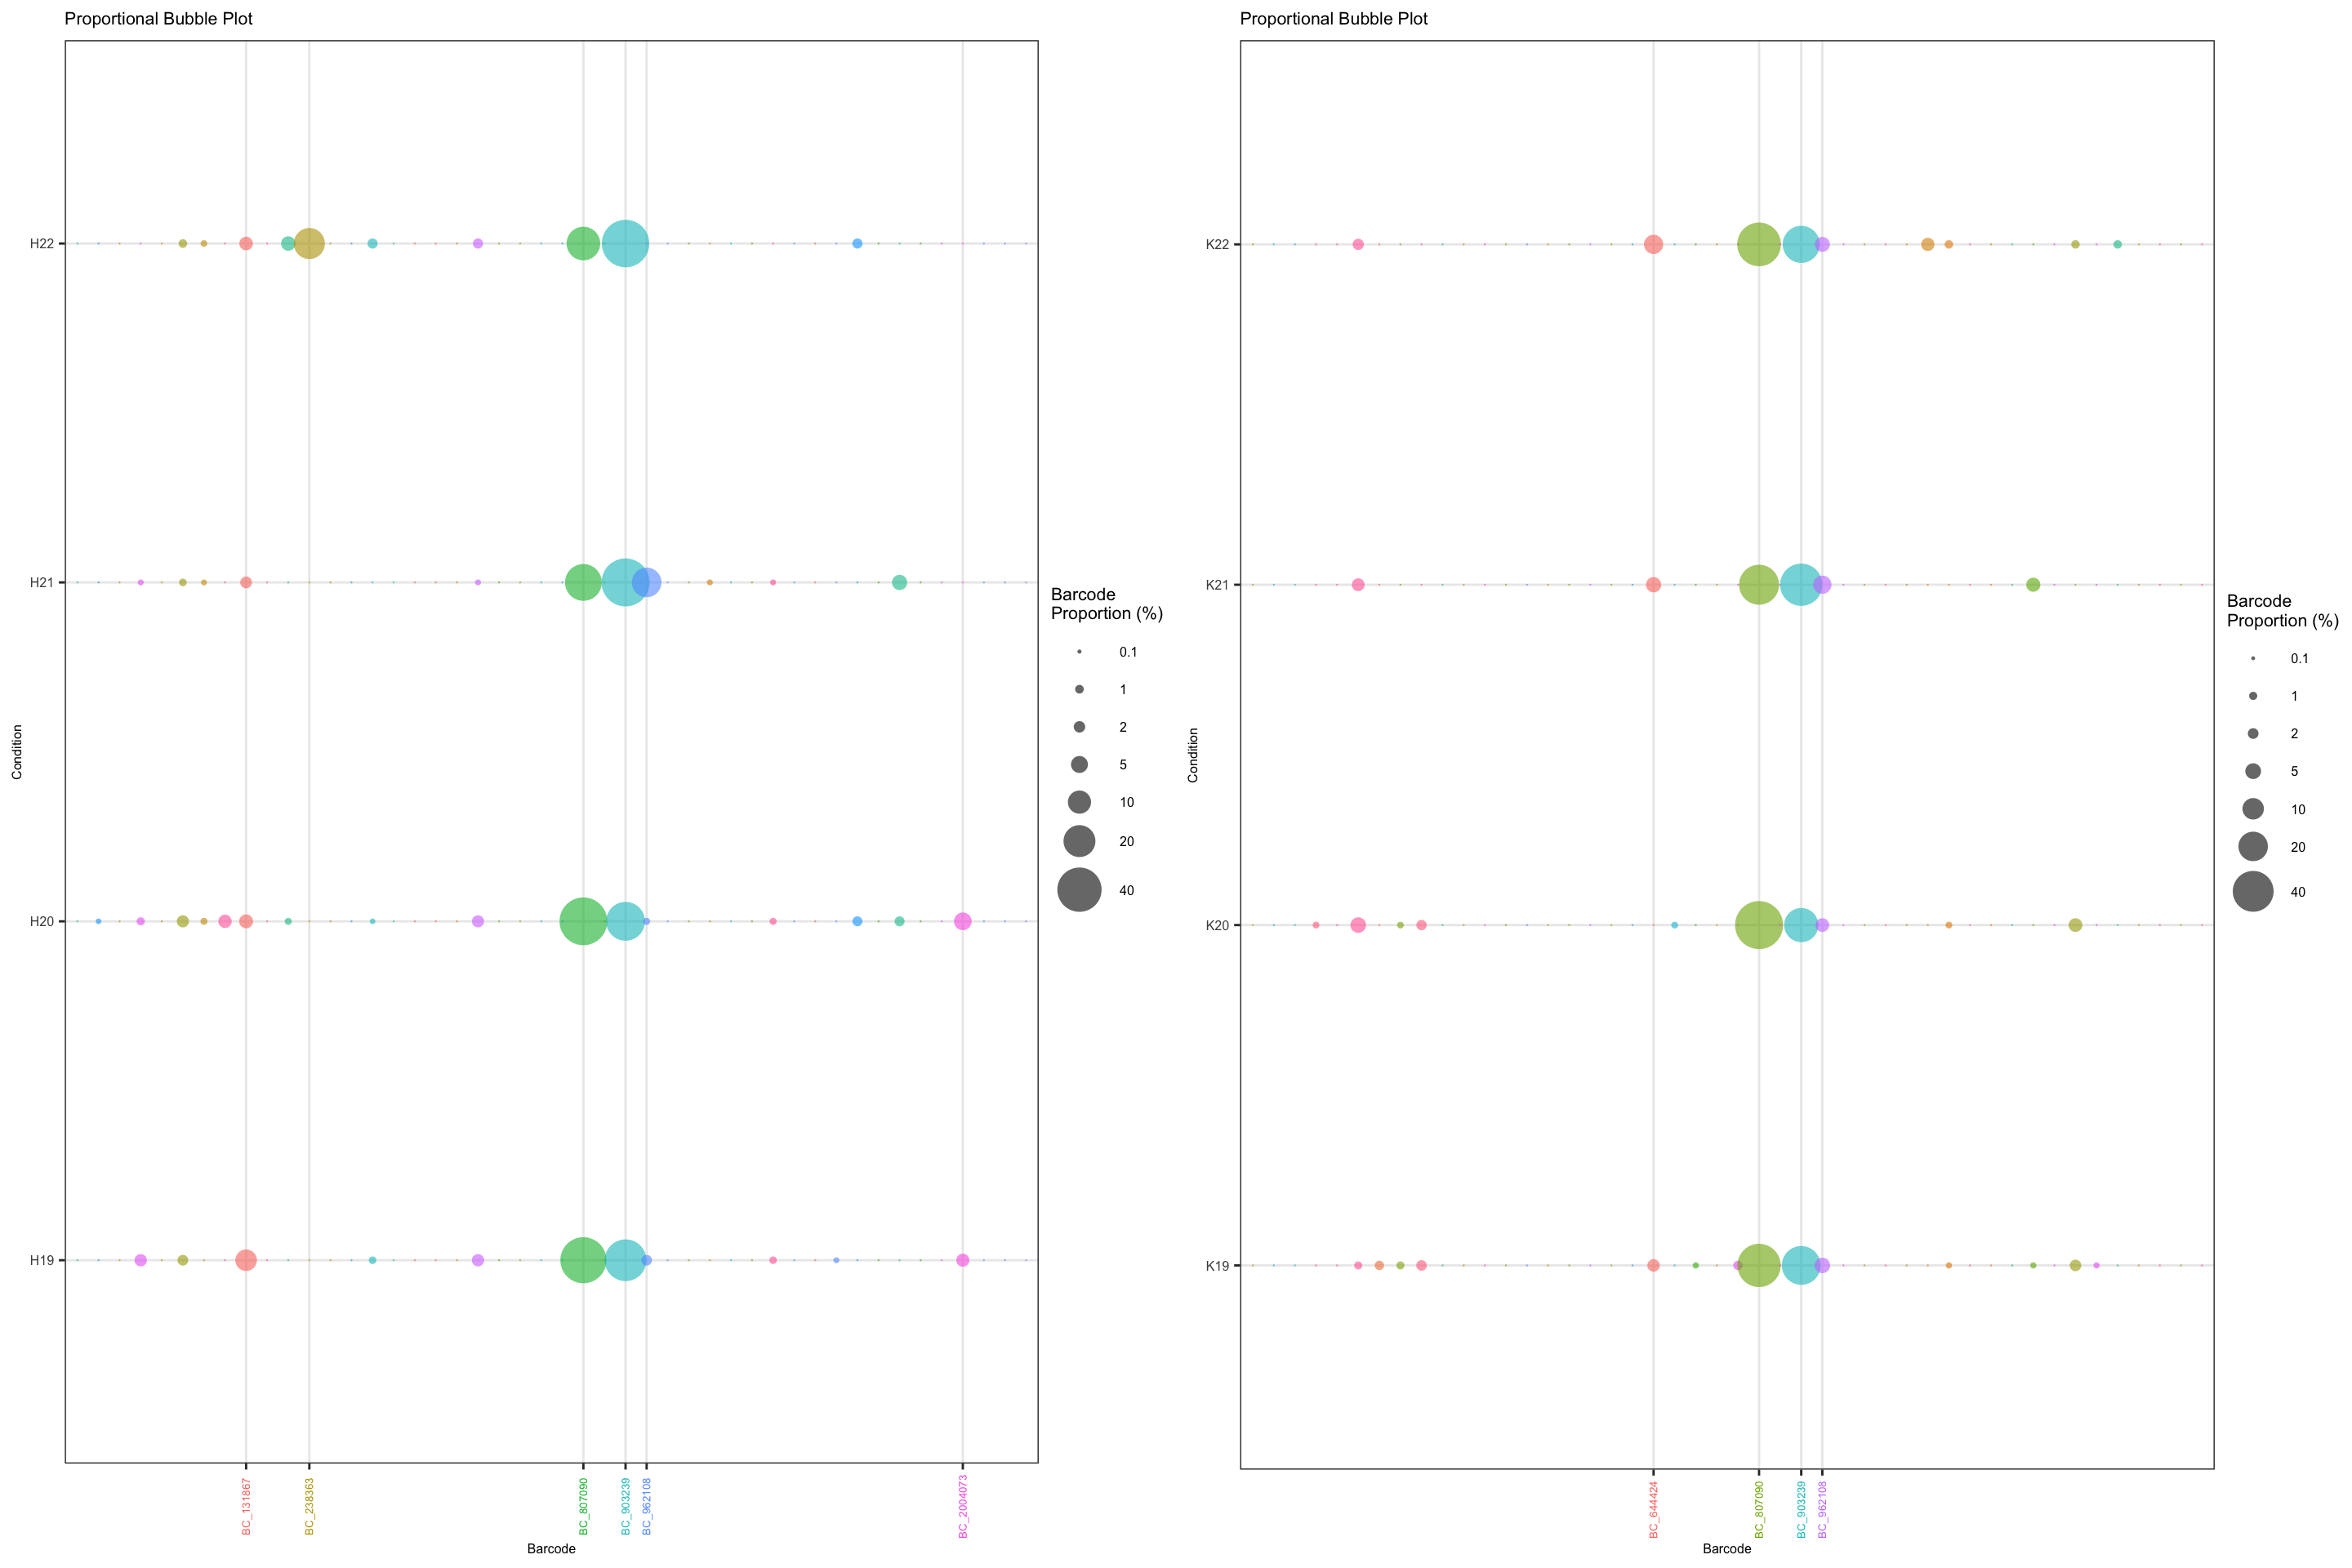 Proportional Bubble Plot
H22
H21
H20
H19
Condition
BC_131867
BC_238363
BC_807090
BC_903239
BC_962108
BC_2004073
Barcode
Barcode
Proportion (%)
0.1
1
2
5
10
20
40
Proportional Bubble Plot
K22
K21
K20
K19
Condition
BC_644424
BC_807090
BC_903239
BC_962108
Barcode
Barcode
Proportion (%)
0.1
1
2
5
10
20
40